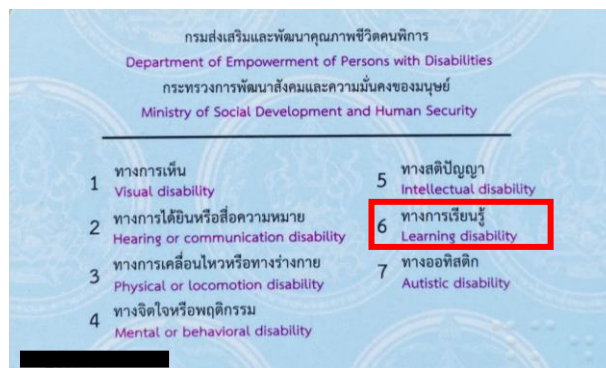 กรมส่งเสริมและพัฒนาคุณภาพชีวิตคนพิการ
Department of Empowerment of Persons with Disabilities
กระทรวงการพัฒนาสังคมและความมั่นคงของมนุษย์
Ministry of Social Development and Human Security
1 ทางการเห็น
Visual disability
2 ทางการได้ยินหรือสื่อความหมาย
Hearing or communication disability
3 ทางการเคลื่อนไหวหรือทางร่างกาย
Physical or locomotion disability
4 ทางจิตใจหรือพฤติกรรม
Mental or behavioral disability
5 ทางสติปัญญา
Intellectual disability
6 ทางการเรียนรู้
Learning disability
7 ทางออทิสติก
Autistic disability